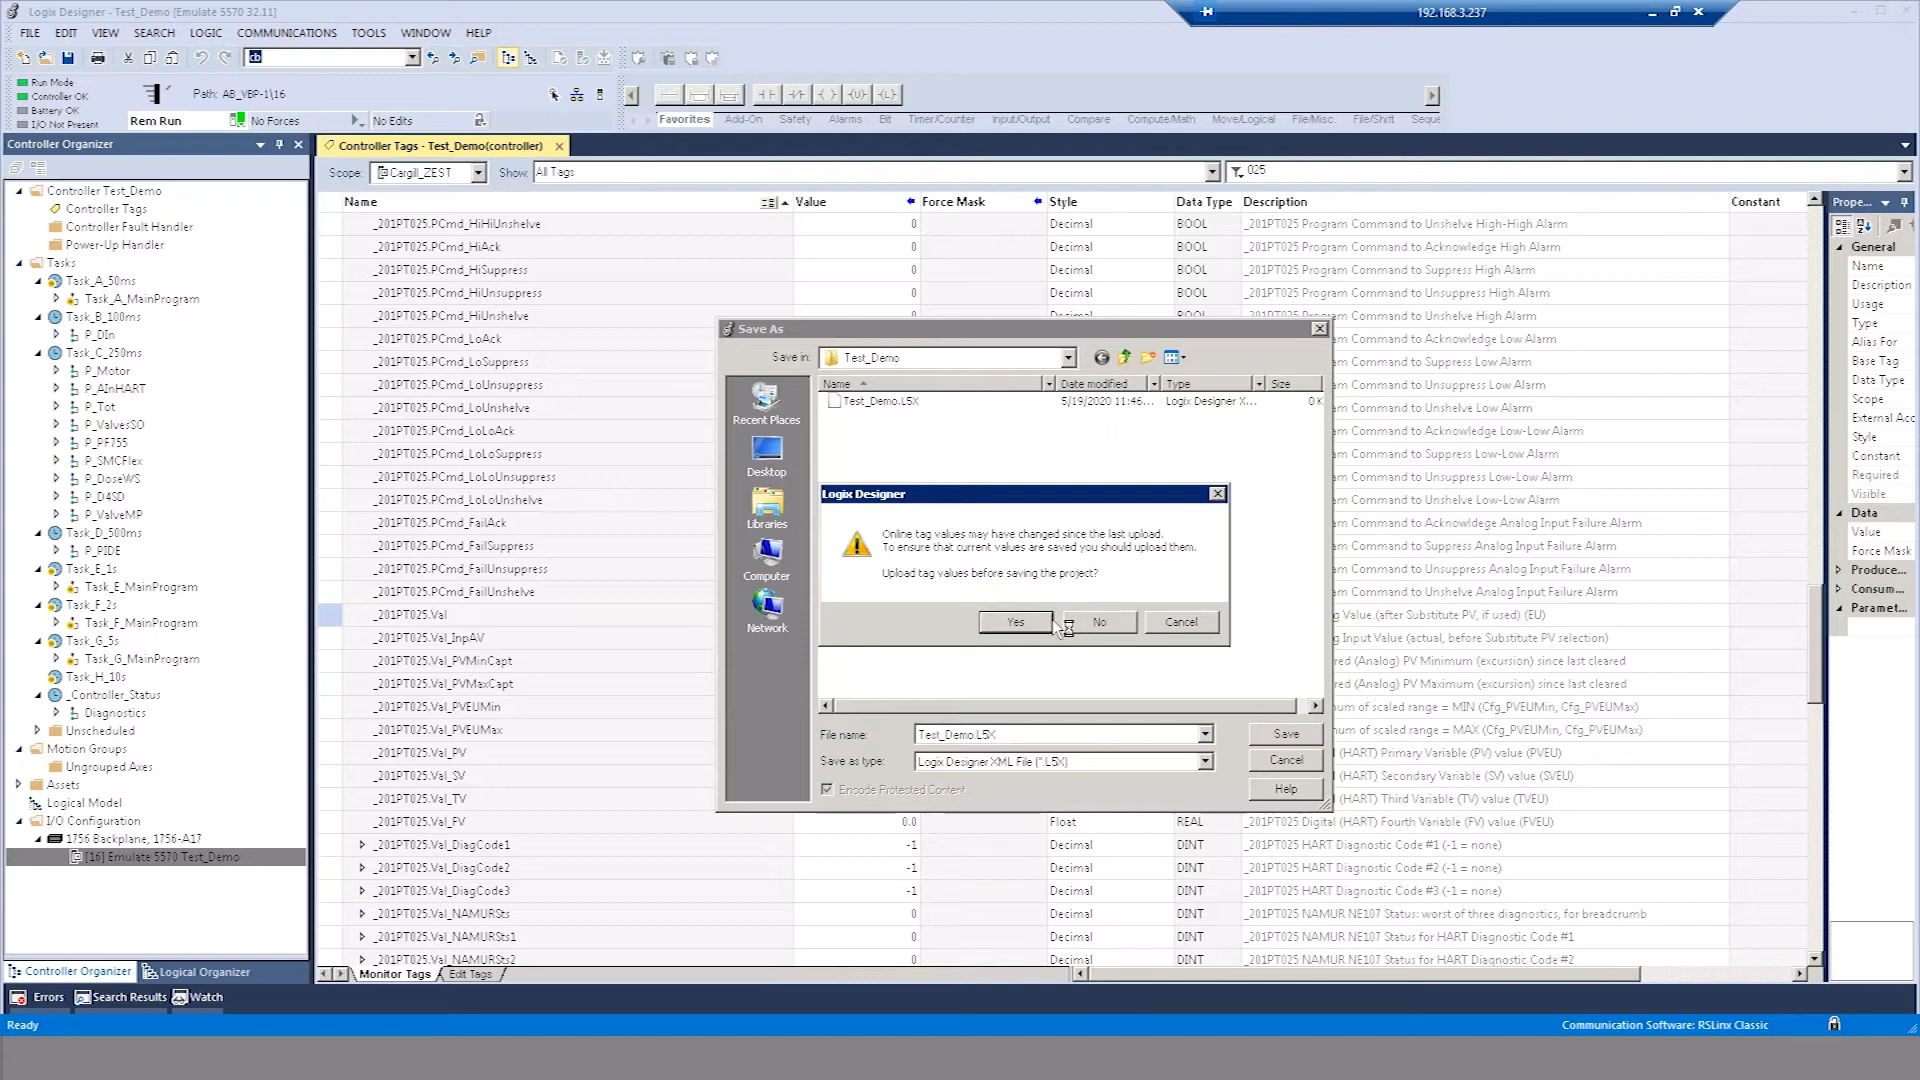 Logix Designer - Test_Demo [Emulate 5570 32.11]
192.168.3.237
FILE EDIT VIEW SEARCH LOGIC COMMUNICATIONS TOOLS WINDOW HELP
cb
Run Mode
Controller OK
Battery OK
I/O Not Present
Path: AB_VBP-1\16
Rem Run
No Forces
No Edits
Favorites Add-On Safety Alarms Bit Timer/Counter Input/Output Compare Compute/Math Move/Logical File/Misc. File/Shift Seque
Controller Organizer
Controller Test_Demo
Controller Tags
Controller Fault Handler
Power-Up Handler
Tasks
Task_A_50ms
Task_A_MainProgram
Task_B_100ms
P_DIn
Task_C_250ms
P_Motor
P_AInHART
P_Tot
P_ValvesSO
P_PF755
P_SMCFlex
P_DoseWS
P_D4SD
P_ValveMP
Task_D_500ms
P_PIDE
Task_E_1s
Task_E_MainProgram
Task_F_2s
Task_F_MainProgram
Task_G_5s
Task_G_MainProgram
Task_H_10s
_Controller_Status
Diagnostics
Unscheduled
Motion Groups
Ungrouped Axes
Assets
Logical Model
I/O Configuration
1756 Backplane, 1756-A17
[16] Emulate 5570 Test_Demo
Controller Organizer Logical Organizer
Controller Tags - Test_Demo(controller)
Scope: Cargill_ZEST Show: All Tags 025
Name Value Force Mask Style Data Type Description Constant
_201PT025.PCmd_HiHiUnshelve 0 Decimal BOOL _201PT025 Program Command to Unshelve High-High Alarm
_201PT025.PCmd_HiAck 0 Decimal BOOL _201PT025 Program Command to Acknowledge High Alarm
_201PT025.PCmd_HiSuppress 0 Decimal BOOL _201PT025 Program Command to Suppress High Alarm
_201PT025.PCmd_HiUnsuppress 0 Decimal BOOL _201PT025 Program Command to Unsuppress High Alarm
_201PT025.PCmd_HiUnshelve 0 Decimal BOOL _201PT025 Program Command to Unshelve High Alarm
_201PT025.PCmd_LoAck am Command to Acknowledge Low Alarm
_201PT025.PCmd_LoSuppress am Command to Suppress Low Alarm
_201PT025.PCmd_LoUnsuppress am Command to Unsuppress Low Alarm
_201PT025.PCmd_LoUnshelve am Command to Unshelve Low Alarm
_201PT025.PCmd_LoLoAck am Command to Acknowledge Low-Low Alarm
_201PT025.PCmd_LoLoSuppress am Command to Suppress Low-Low Alarm
_201PT025.PCmd_LoLoUnsuppress am Command to Unsuppress Low-Low Alarm
_201PT025.PCmd_LoLoUnshelve am Command to Unshelve Low-Low Alarm
_201PT025.PCmd_FailAck am Command to Acknowldege Analog Input Failure Alarm
_201PT025.PCmd_FailSuppress am Command to Suppress Analog Input Failure Alarm
_201PT025.PCmd_FailUnsuppress am Command to Unsuppress Analog Input Failure Alarm
_201PT025.PCmd_FailUnshelve am Command to Unshelve Analog Input Failure Alarm
_201PT025.Val g Value (after Substitute PV, if used) (EU)
_201PT025.Val_InpAV g Input Value (actual, before Substitute PV selection)
_201PT025.Val_PVMinCapt red (Analog) PV Minimum (excursion) since last cleared
_201PT025.Val_PVMaxCapt red (Analog) PV Maximum (excursion) since last cleared
_201PT025.Val_PVEUMin num of scaled range = MIN (Cfg_PVEUMin, Cfg_PVEUMax)
_201PT025.Val_PVEUMax num of scaled range = MAX (Cfg_PVEUMin, Cfg_PVEUMax)
_201PT025.Val_PV (HART) Primary Variable (PV) value (PVEU)
_201PT025.Val_SV (HART) Secondary Variable (SV) value (SVEU)
_201PT025.Val_TV (HART) Third Variable (TV) value (TVEU)
_201PT025.Val_FV 0.0 Float REAL _201PT025 Digital (HART) Fourth Variable (FV) value (FVEU)
_201PT025.Val_DiagCode1 -1 Decimal DINT _201PT025 HART Diagnostic Code #1 (-1 = none)
_201PT025.Val_DiagCode2 -1 Decimal DINT _201PT025 HART Diagnostic Code #2 (-1 = none)
_201PT025.Val_DiagCode3 -1 Decimal DINT _201PT025 HART Diagnostic Code #3 (-1 = none)
_201PT025.Val_NAMURSts 0 Decimal DINT _201PT025 NAMUR NE107 Status: worst of three diagnostics, for breadcrumb
_201PT025.Val_NAMURSts1 0 Decimal DINT _201PT025 NAMUR NE107 Status for HART Diagnostic Code #1
_201PT025.Val_NAMURSts2 0 Decimal DINT _201PT025 NAMUR NE107 Status for HART Diagnostic Code #2
Monitor Tags Edit Tags
Save As
Save in: Test_Demo
Recent Places
Desktop
Libraries
Computer
Network
Name Date modified Type Size
Test_Demo.L5X 5/19/2020 11:46... Logix Designer X... 0 K
Logix Designer
Online tag values may have changed since the last upload.
To ensure that current values are saved you should upload them.
Upload tag values before saving the project?
Yes No Cancel
File name: Test_Demo.L5X Save
Save as type: Logix Designer XML File (*.L5X) Cancel
Encode Protected Content Help
Prope...
General
Name
Description
Usage
Type
Alias For
Base Tag
Data Type
Scope
External Acc
Style
Constant
Required
Visible
Data
Value
Force Mask
Produce...
Consum...
Paramet...
Errors Search Results Watch
Ready
Communication Software: RSLinx Classic